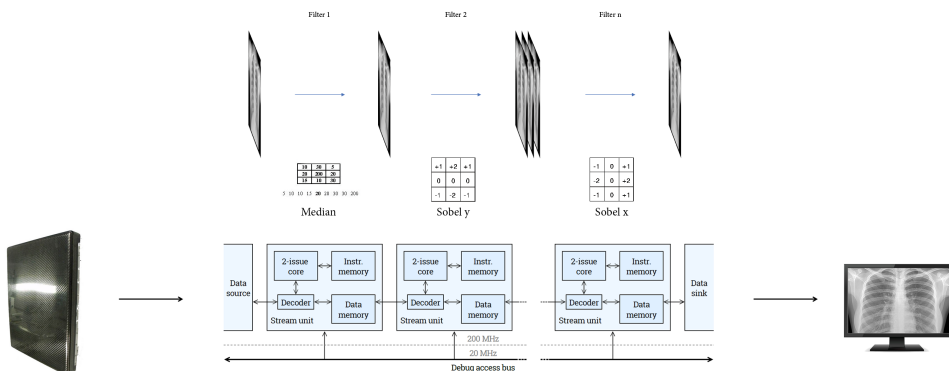 Filter 1
Filter 2
Filter n
10 30 5
20 200 20
15 10 30
5 10 10 15 20 20 30 30 200
Median
+1 +2 +1
0 0 0
-1 -2 -1
Sobel y
-1 0 +1
-2 0 +2
-1 0 +1
Sobel x
Data
source
2-issue
core
Instr.
memory
Decoder
Data
memory
Stream unit
2-issue
core
Instr.
memory
Decoder
Data
memory
Stream unit
2-issue
core
Instr.
memory
Decoder
Data
memory
Stream unit
Data
sink
200 MHz
20 MHz
Debug access bus